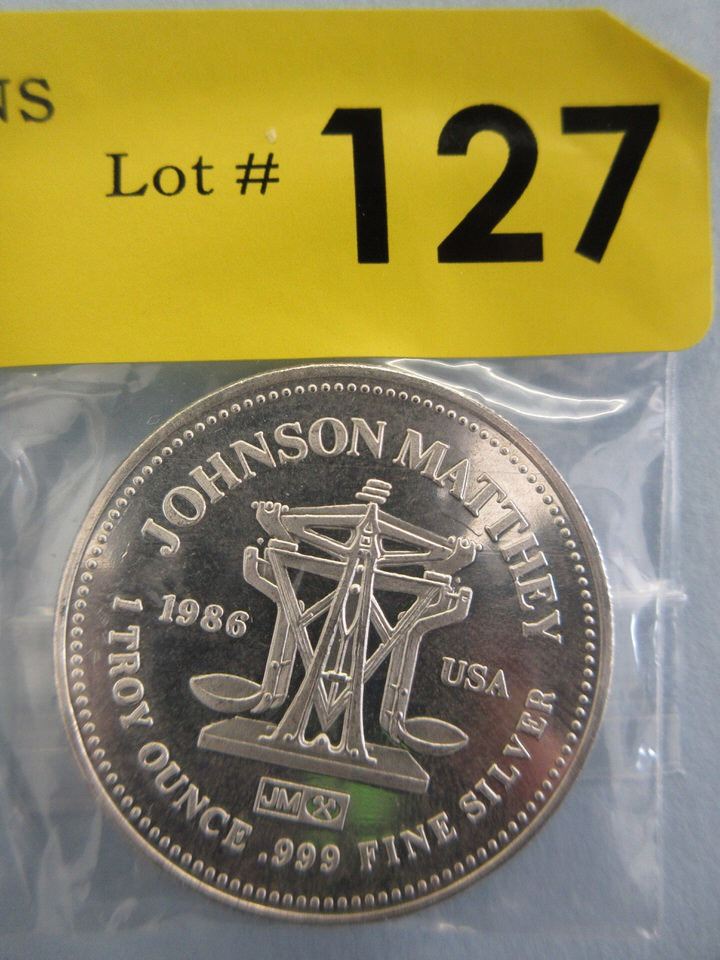 NS
Lot # 127
JOHNSON MATTHEY
1986
USA
JM
1 TROY OUNCE .999 FINE SILVER